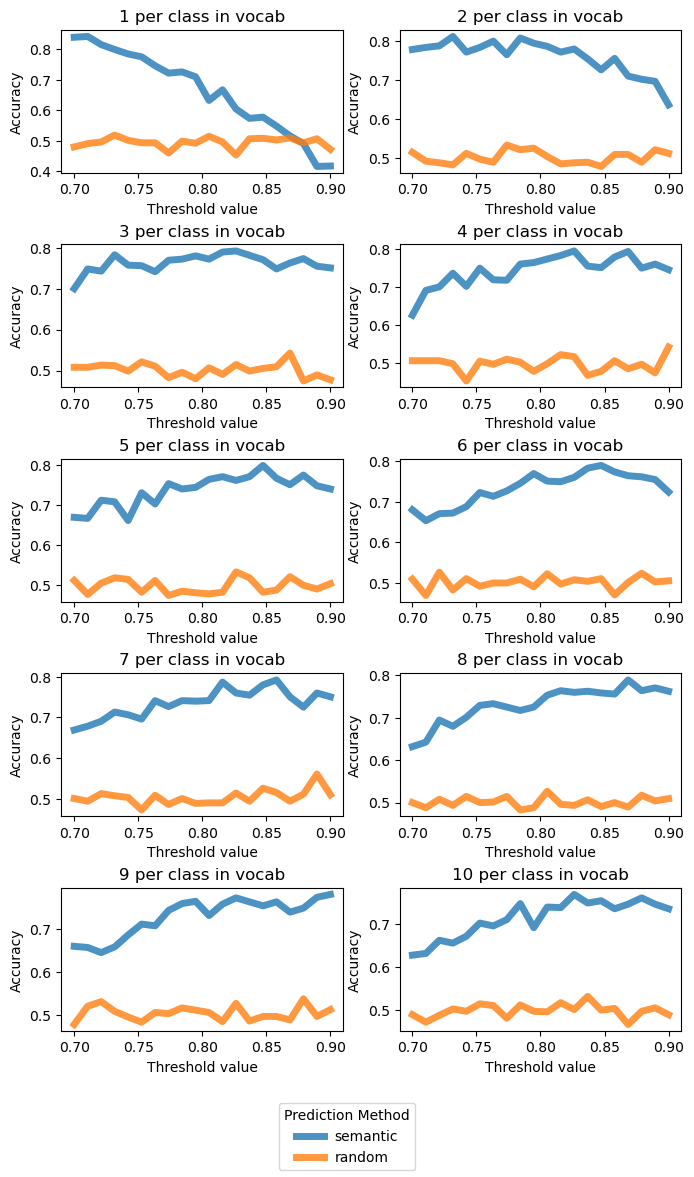 1 per class in vocab
2 per class in vocab
Accuracy
0.8
0.7
0.6
0.5
0.4
0.70 0.75 0.80 0.85 0.90
Threshold value
Accuracy
0.8
0.7
0.6
0.5
0.70 0.75 0.80 0.85 0.90
Threshold value
3 per class in vocab
4 per class in vocab
Accuracy
0.8
0.7
0.6
0.5
0.70 0.75 0.80 0.85 0.90
Threshold value
Accuracy
0.8
0.7
0.6
0.5
0.70 0.75 0.80 0.85 0.90
Threshold value
5 per class in vocab
6 per class in vocab
Accuracy
0.8
0.7
0.6
0.5
0.70 0.75 0.80 0.85 0.90
Threshold value
Accuracy
0.8
0.7
0.6
0.5
0.70 0.75 0.80 0.85 0.90
Threshold value
7 per class in vocab
8 per class in vocab
Accuracy
0.8
0.7
0.6
0.5
0.70 0.75 0.80 0.85 0.90
Threshold value
Accuracy
0.8
0.7
0.6
0.5
0.70 0.75 0.80 0.85 0.90
Threshold value
9 per class in vocab
10 per class in vocab
Accuracy
0.7
0.6
0.5
0.70 0.75 0.80 0.85 0.90
Threshold value
Accuracy
0.7
0.6
0.5
0.70 0.75 0.80 0.85 0.90
Threshold value
Prediction Method
semantic
random